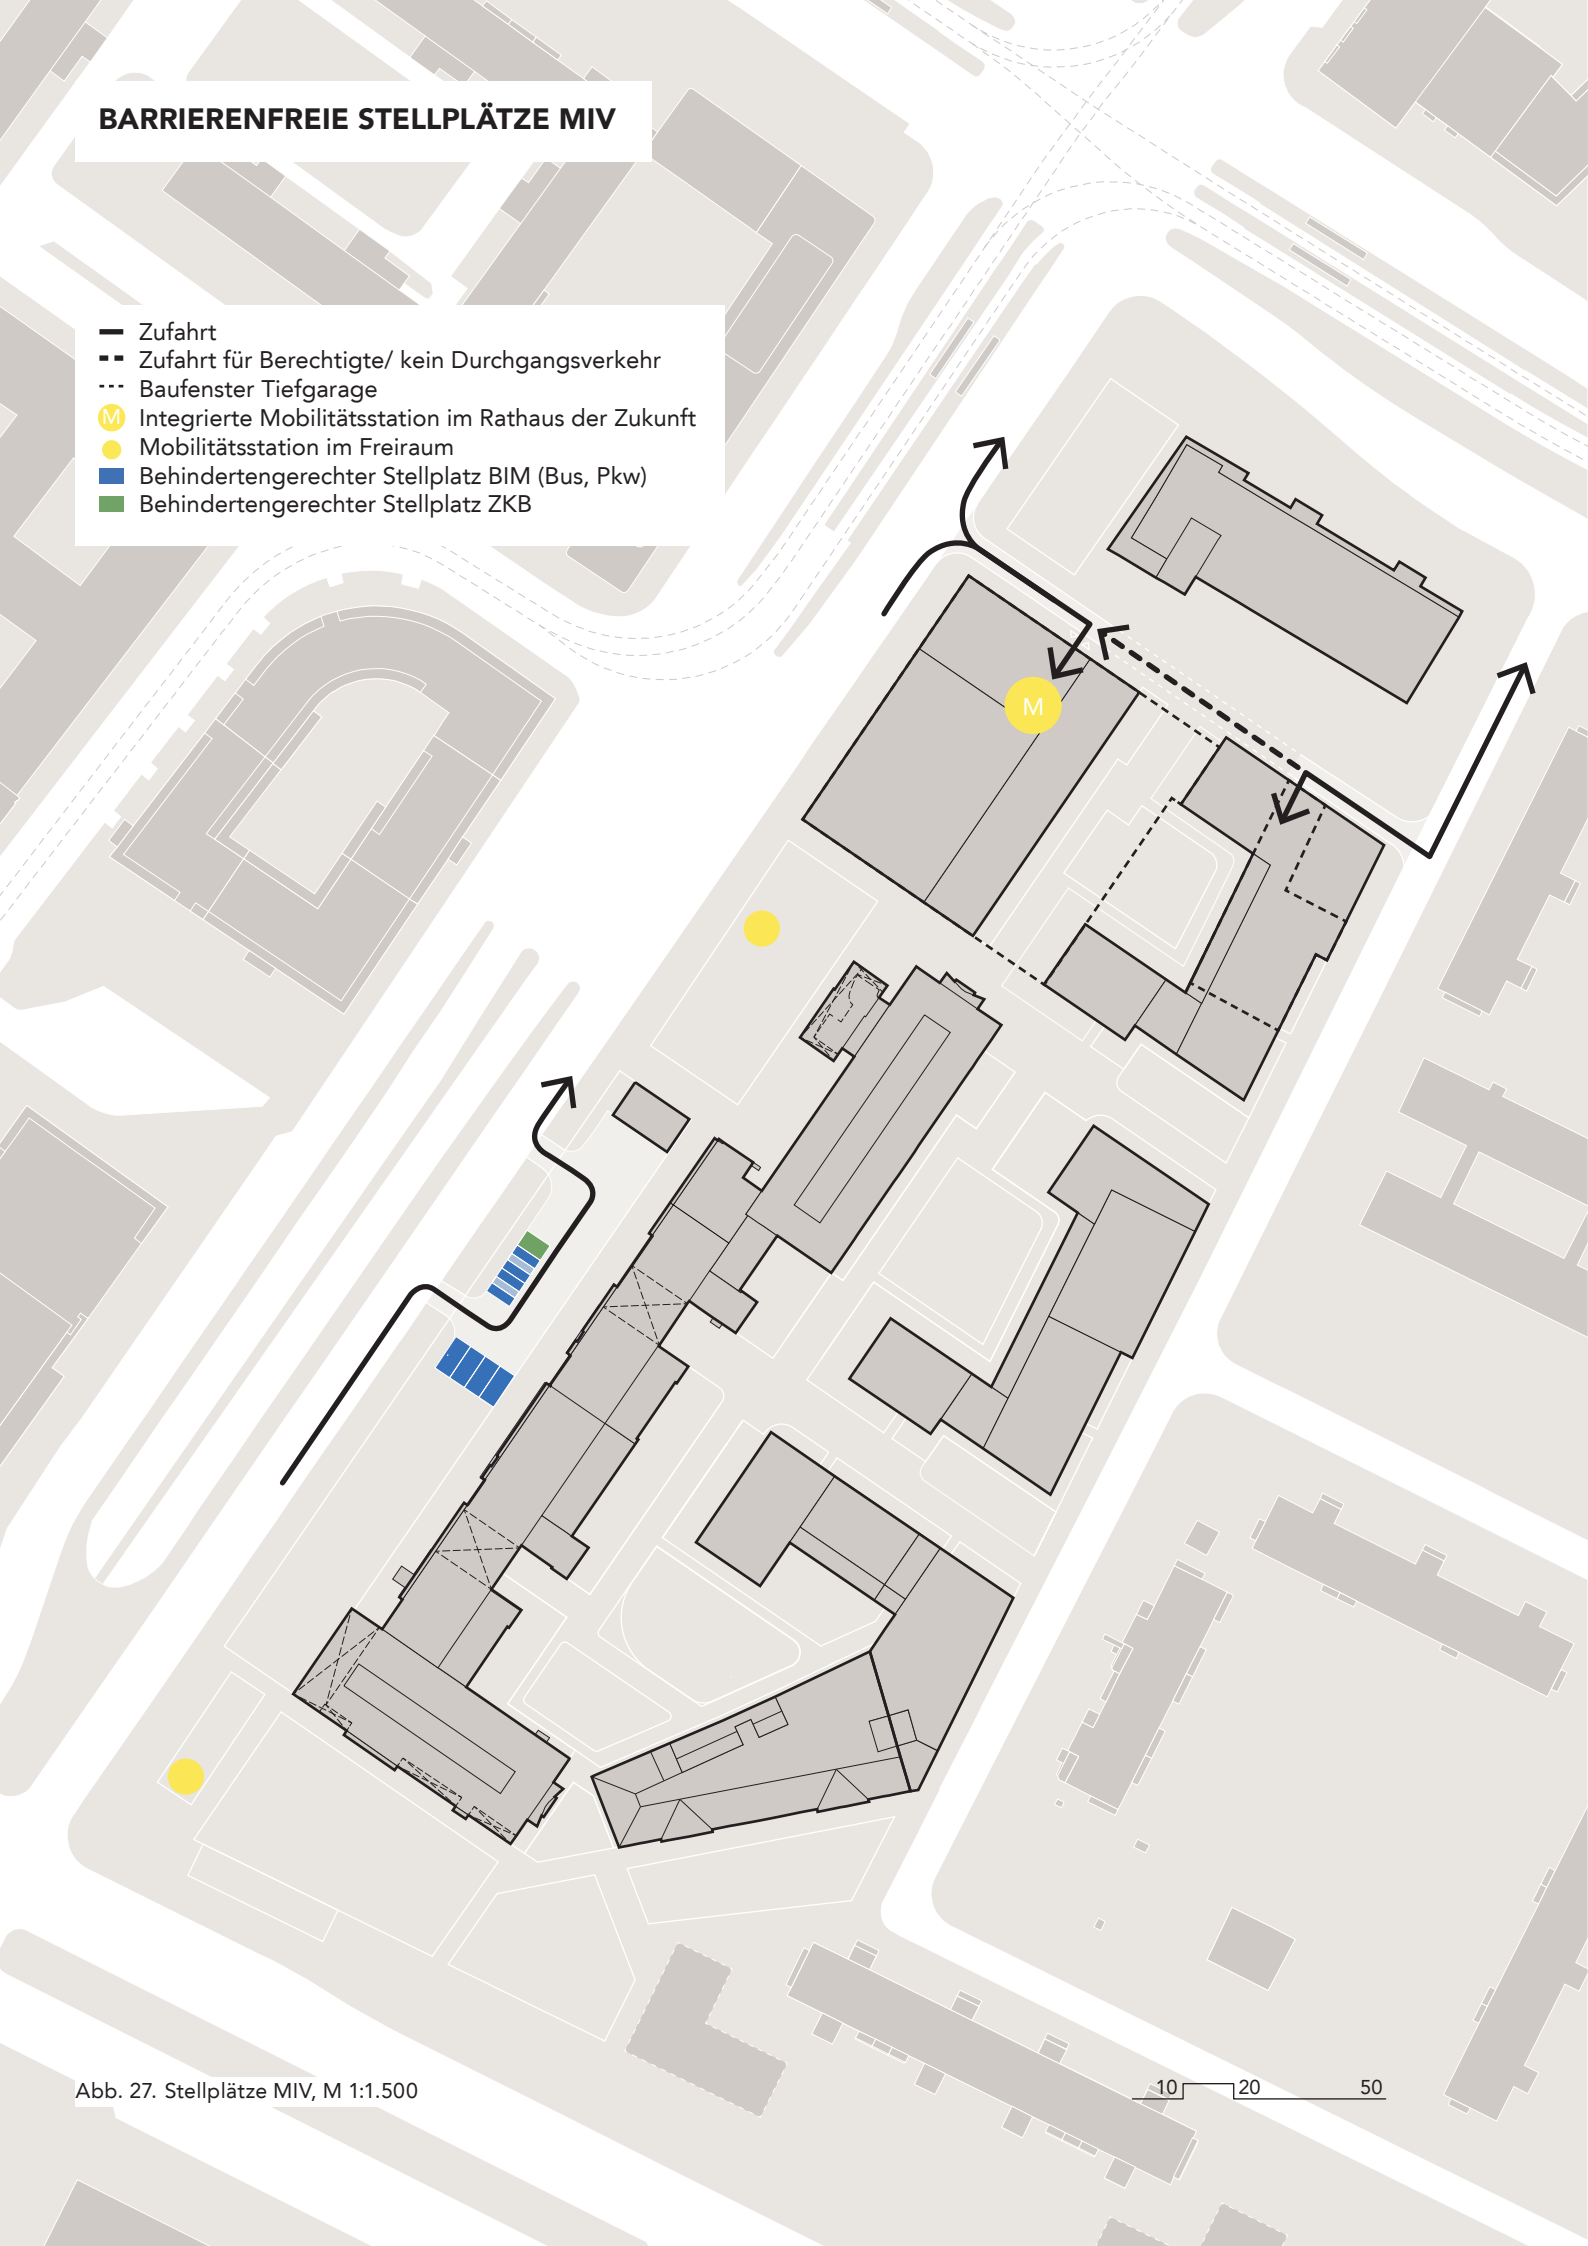 BARRIERENFREIE STELLPLÄTZE MIV
Zufahrt
Zufahrt für Berechtigte/ kein Durchgangsverkehr
Baufenster Tiefgarage
M Integrierte Mobilitätsstation im Rathaus der Zukunft
Mobilitätsstation im Freiraum
Behindertengerechter Stellplatz BIM (Bus, Pkw)
Behindertengerechter Stellplatz ZKB
M
Abb. 27. Stellplätze MIV, M 1:1.500
10 20 50